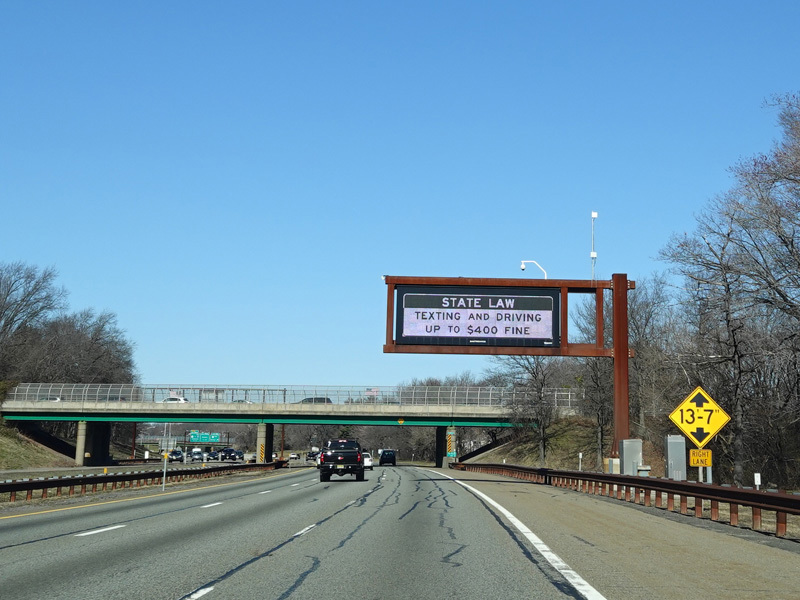 STATE LAW
TEXTING AND DRIVING
UP TO $400 FINE
13'-7"
RIGHT
LANE